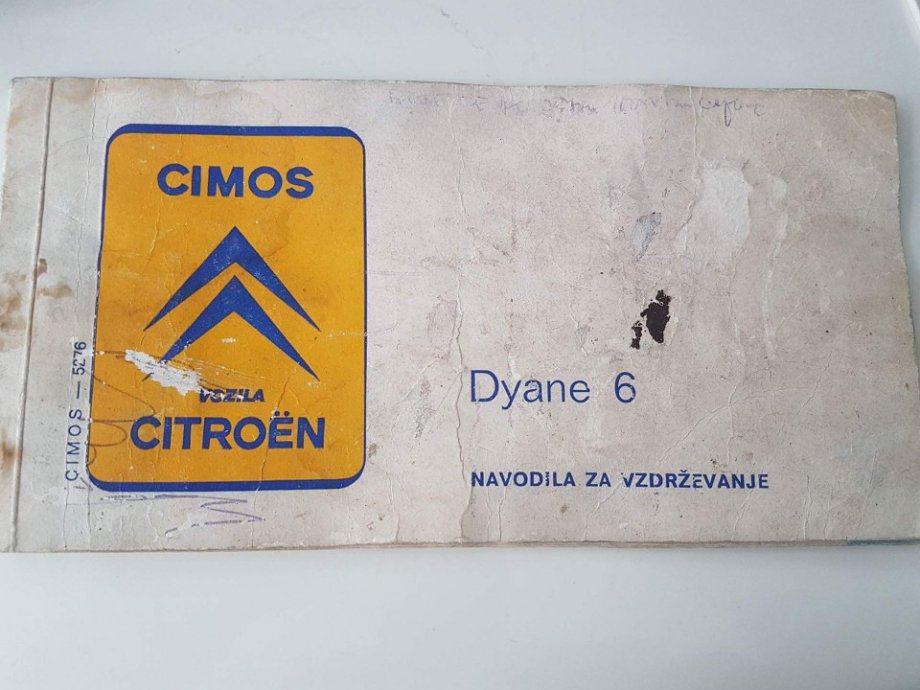 CIMOS
VOZILA
CITROËN
CIMOS — 5276
Dyane 6
NAVODILA ZA VZDRŽEVANJE